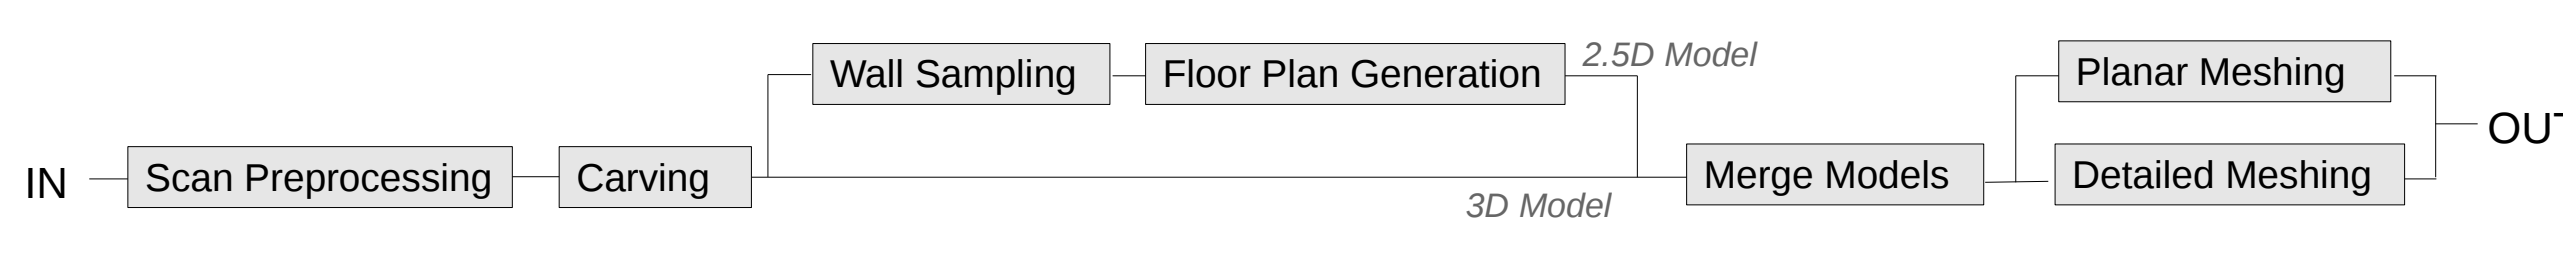 IN
Scan Preprocessing
Carving
Wall Sampling
Floor Plan Generation
2.5D Model
3D Model
Merge Models
Planar Meshing
Detailed Meshing
OUT